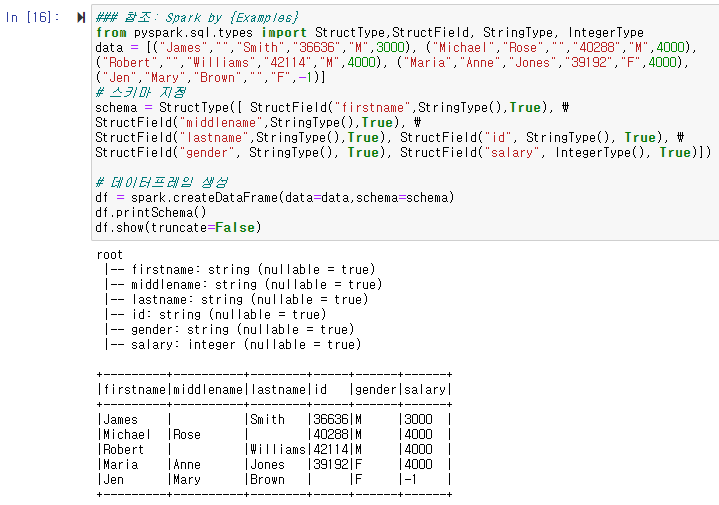 In [16]:
### 참조: Spark by {Examples}
from pyspark.sql.types import StructType,StructField, StringType, IntegerType
data = [("James","","Smith","36636","M",3000), ("Michael","Rose","","40288","M",4000),
("Robert","","Williams","42114","M",4000), ("Maria","Anne","Jones","39192","F",4000),
("Jen","Mary","Brown","","F",-1)]
# 스키마 지정
schema = StructType([ StructField("firstname",StringType(),True), ₩
StructField("middlename",StringType(),True), ₩
StructField("lastname",StringType(),True), StructField("id", StringType(), True), ₩
StructField("gender", StringType(), True), StructField("salary", IntegerType(), True)])
# 데이터프레임 생성
df = spark.createDataFrame(data=data,schema=schema)
df.printSchema()
df.show(truncate=False)
root
 |-- firstname: string (nullable = true)
 |-- middlename: string (nullable = true)
 |-- lastname: string (nullable = true)
 |-- id: string (nullable = true)
 |-- gender: string (nullable = true)
 |-- salary: integer (nullable = true)
+---------+----------+--------+-----+------+------+
|firstname|middlename|lastname|id   |gender|salary|
+---------+----------+--------+-----+------+------+
|James    |          |Smith   |36636|M     |3000  |
|Michael  |Rose      |        |40288|M     |4000  |
|Robert   |          |Williams|42114|M     |4000  |
|Maria    |Anne      |Jones   |39192|F     |4000  |
|Jen      |Mary      |Brown   |     |F     |-1    |
+---------+----------+--------+-----+------+------+